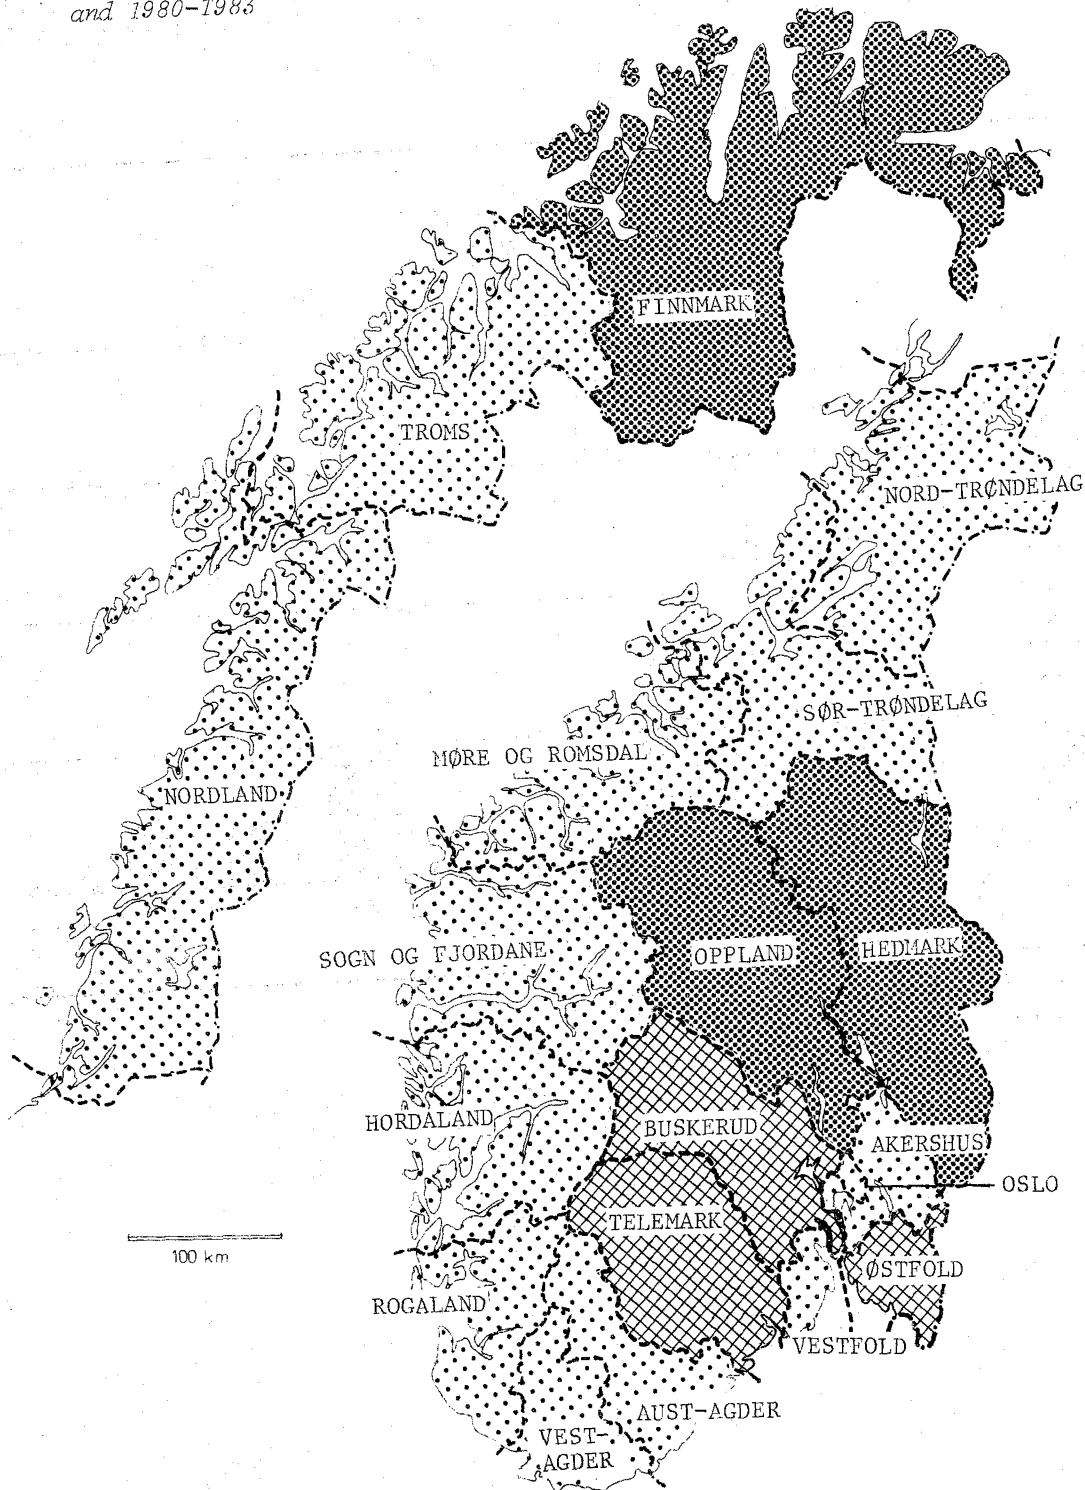 and 1980-1983
FINNMARK
TROMS
NORD-TRØNDELAG
SØR-TRØNDELAG
MØRE OG ROMSDAL
NORDLAND
SOGN OG FJORDANE
OPPLAND
HEDMARK
HORDALAND
BUSKERUD
AKERSHUS
OSLO
TELEMARK
100 km
ØSTFOLD
ROGALAND
VESTFOLD
AUST-AGDER
VEST-
AGDER